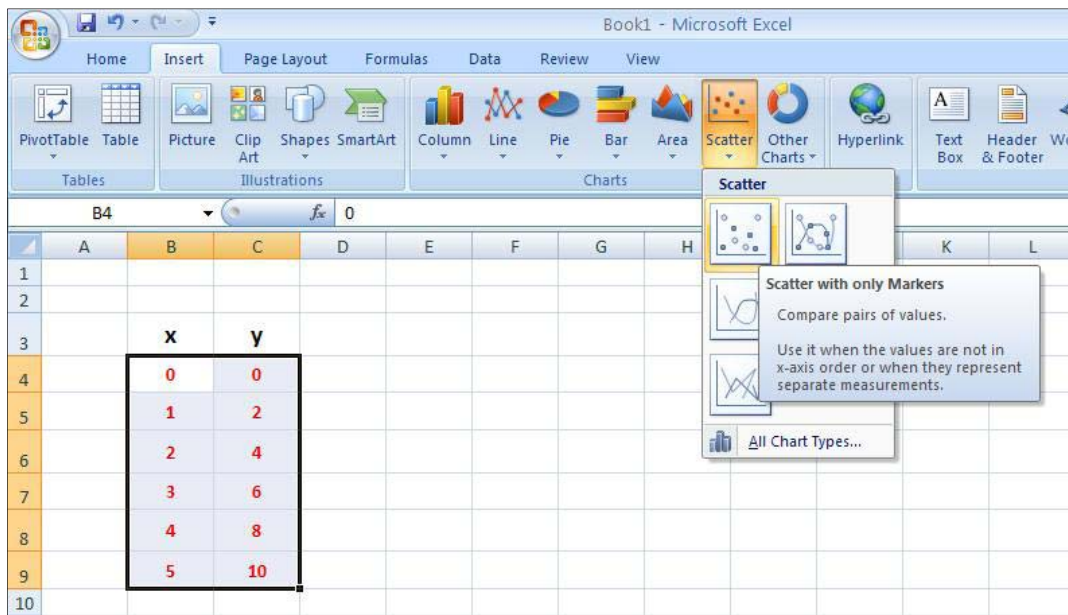 Book1 - Microsoft Excel
Home Insert Page Layout Formulas Data Review View
PivotTable Table Picture Clip Art Shapes SmartArt Column Line Pie Bar Area Scatter Other Charts Hyperlink Text Box Header & Footer
Tables Illustrations Charts
B4 fx 0
Scatter
A B C D E F G H K L
Scatter with only Markers
Compare pairs of values.
Use it when the values are not in
x-axis order or when they represent
separate measurements.
All Chart Types...
1
2
3 x y
4 0 0
5 1 2
6 2 4
7 3 6
8 4 8
9 5 10
10